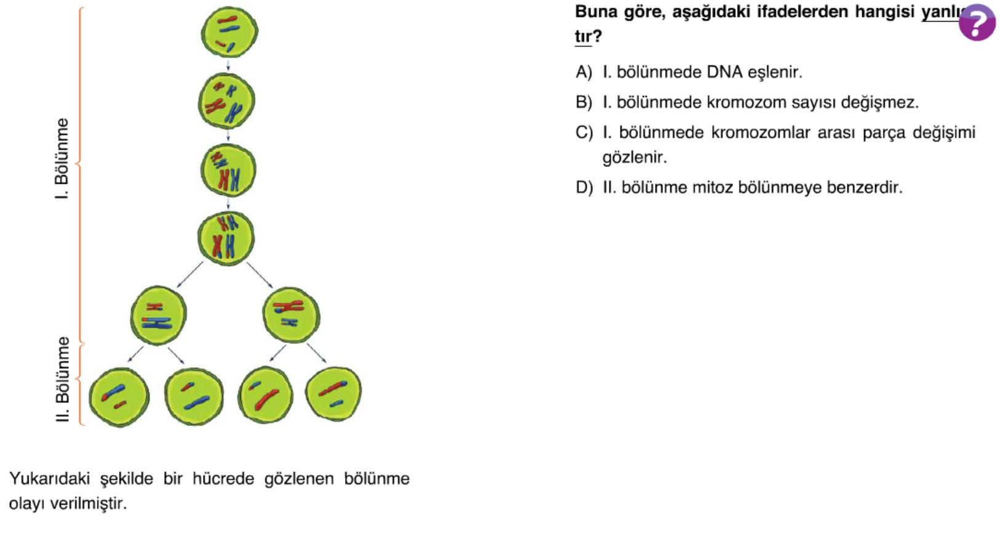 I. Bölünme
II. Bölünme
Yukarıdaki şekilde bir hücrede gözlenen bölünme
olayı verilmiştir.
Buna göre, aşağıdaki ifadelerden hangisi
tır?
?
A) I. bölünmede DNA eşlenir.
B) I. bölünmede kromozom sayısı değişmez.
C) I. bölünmede kromozomlar arası parça değişimi
gözlenir.
D) II. bölünme mitoz bölünmeye benzerdir.